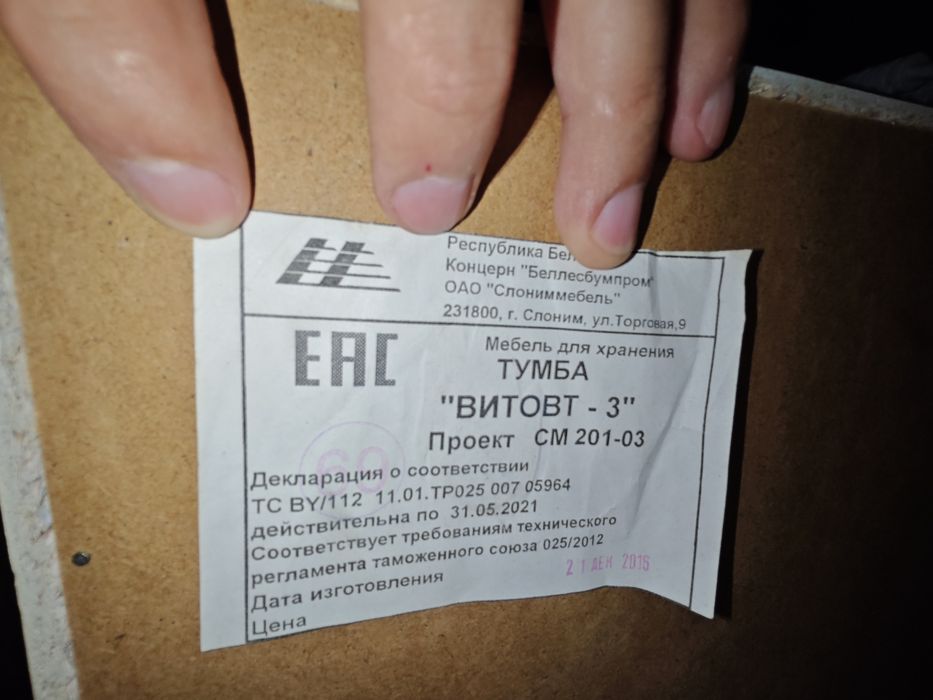 Республика
Концерн "Беллесбумпром"
ОАО "Слониммебель"
231800, г. Слоним, ул.Торговая,9
ЕАС
Мебель для хранения
ТУМБА
"ВИТОВТ - 3"
Проект СМ 201-03
60
Декларация о соответствии
ТС BY/112 11.01.ТР025 007 05964
действительна по 31.05.2021
Соответствует требованиям технического
регламента таможенного союза 025/2012
Дата изготовления 21 ДЕК 2016
Цена